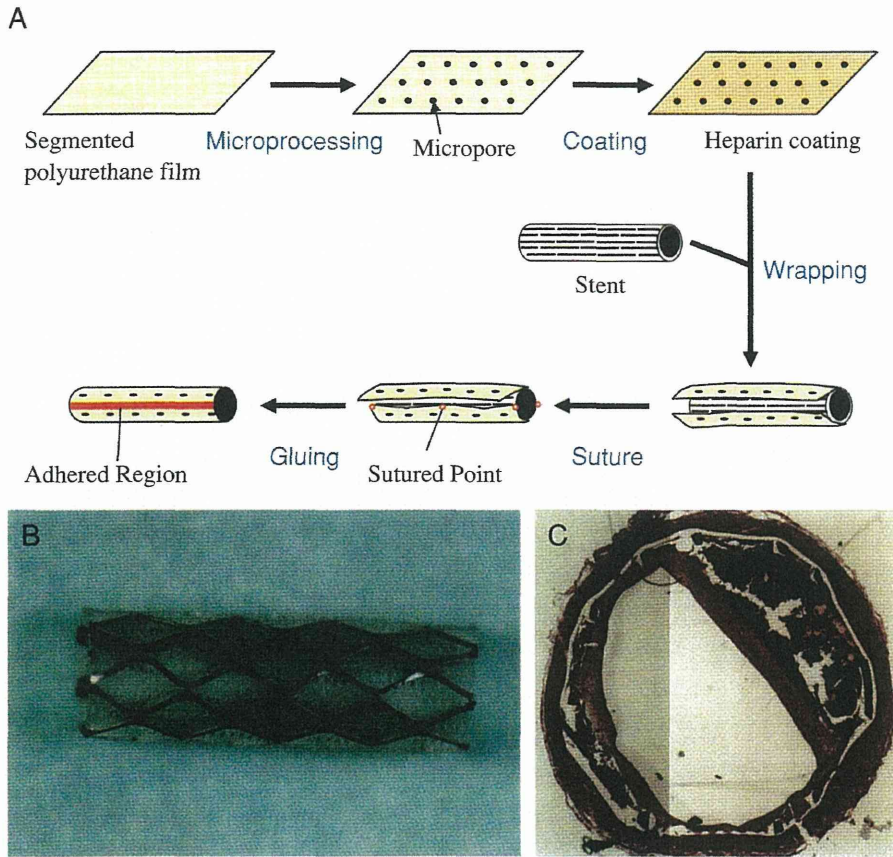 A
Segmented
polyurethane film
Microprocessing
Micropore
Coating
Heparin coating
Stent
Wrapping
Adhered Region
Gluing
Sutured Point
Suture
B
C